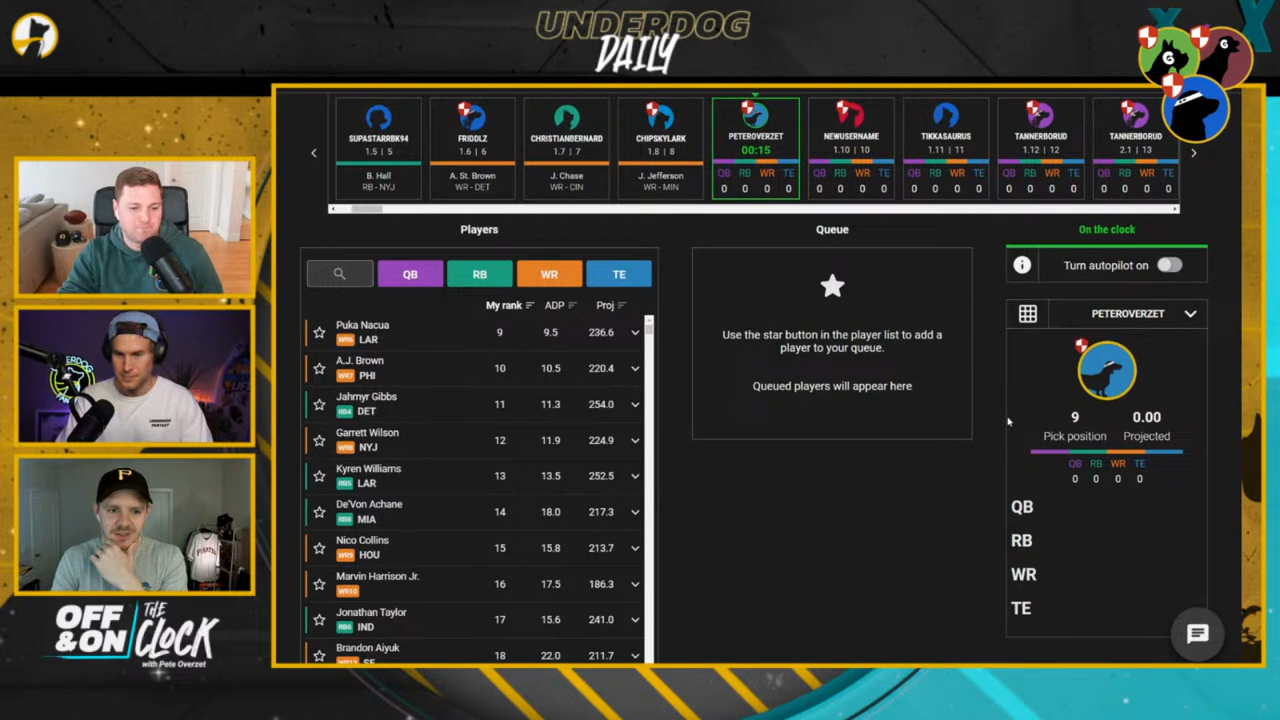 UNDERDOG
DAILY
SUPASTARRBK94
1.5 | 5
B. Hall
RB - NYJ
FRIDDLZ
1.6 | 6
A. St. Brown
WR - DET
CHRISTIANBERNARD
1.7 | 7
J. Chase
WR - CIN
CHIPSKYLARK
1.8 | 8
J. Jefferson
WR - MIN
PETEROVERZET
00:15
QB RB WR TE
0 0 0 0
NEWUSERNAME
1.10 | 10
QB RB WR TE
0 0 0 0
TIKKASAURUS
1.11 | 11
QB RB WR TE
0 0 0 0
TANNERBORUD
1.12 | 12
QB RB WR TE
0 0 0 0
TANNERBORUD
2.1 | 13
QB RB WR TE
0 0 0 0
Players
QB RB WR TE
My rank ADP Proj
Puka Nacua
WR6 LAR 9 9.5 236.6
A.J. Brown
WR7 PHI 10 10.5 220.4
Jahmyr Gibbs
RB4 DET 11 11.3 254.0
Garrett Wilson
WR8 NYJ 12 11.9 224.9
Kyren Williams
RB5 LAR 13 13.5 252.5
De'Von Achane
MIA 14 18.0 217.3
Nico Collins
WR9 HOU 15 15.8 213.7
Marvin Harrison Jr.
WR10 16 17.5 186.3
Jonathan Taylor
RB6 IND 17 15.6 241.0
Brandon Aiyuk
SF 18 22.0 211.7
Queue
Use the star button in the player list to add a
player to your queue.
Queued players will appear here
On the clock
Turn autopilot on
PETEROVERZET
9 0.00
Pick position Projected
QB RB WR TE
0 0 0 0
QB
RB
WR
TE
OFF
&ON
THE
CLOCK
with Pete Overzet
PIRATES